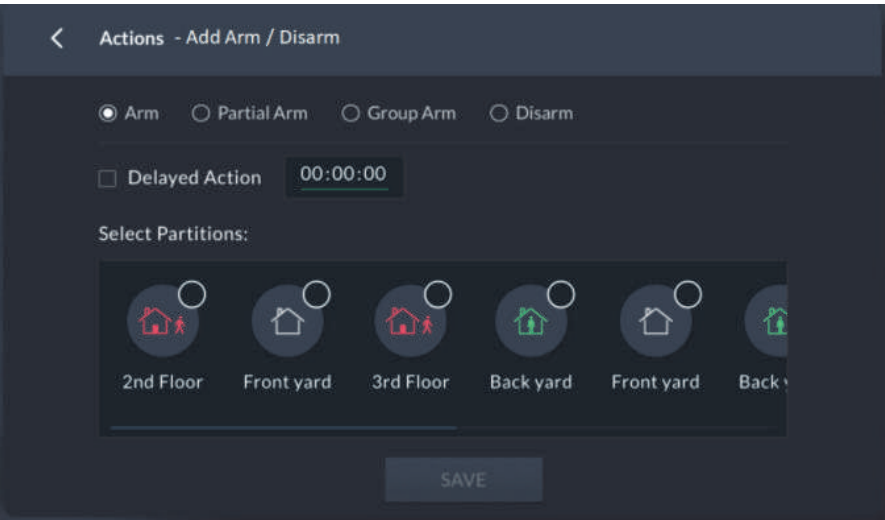 Actions - Add Arm / Disarm
Arm Partial Arm Group Arm Disarm
Delayed Action 00:00:00
Select Partitions:
2nd Floor Front yard 3rd Floor Back yard Front yard Back
SAVE